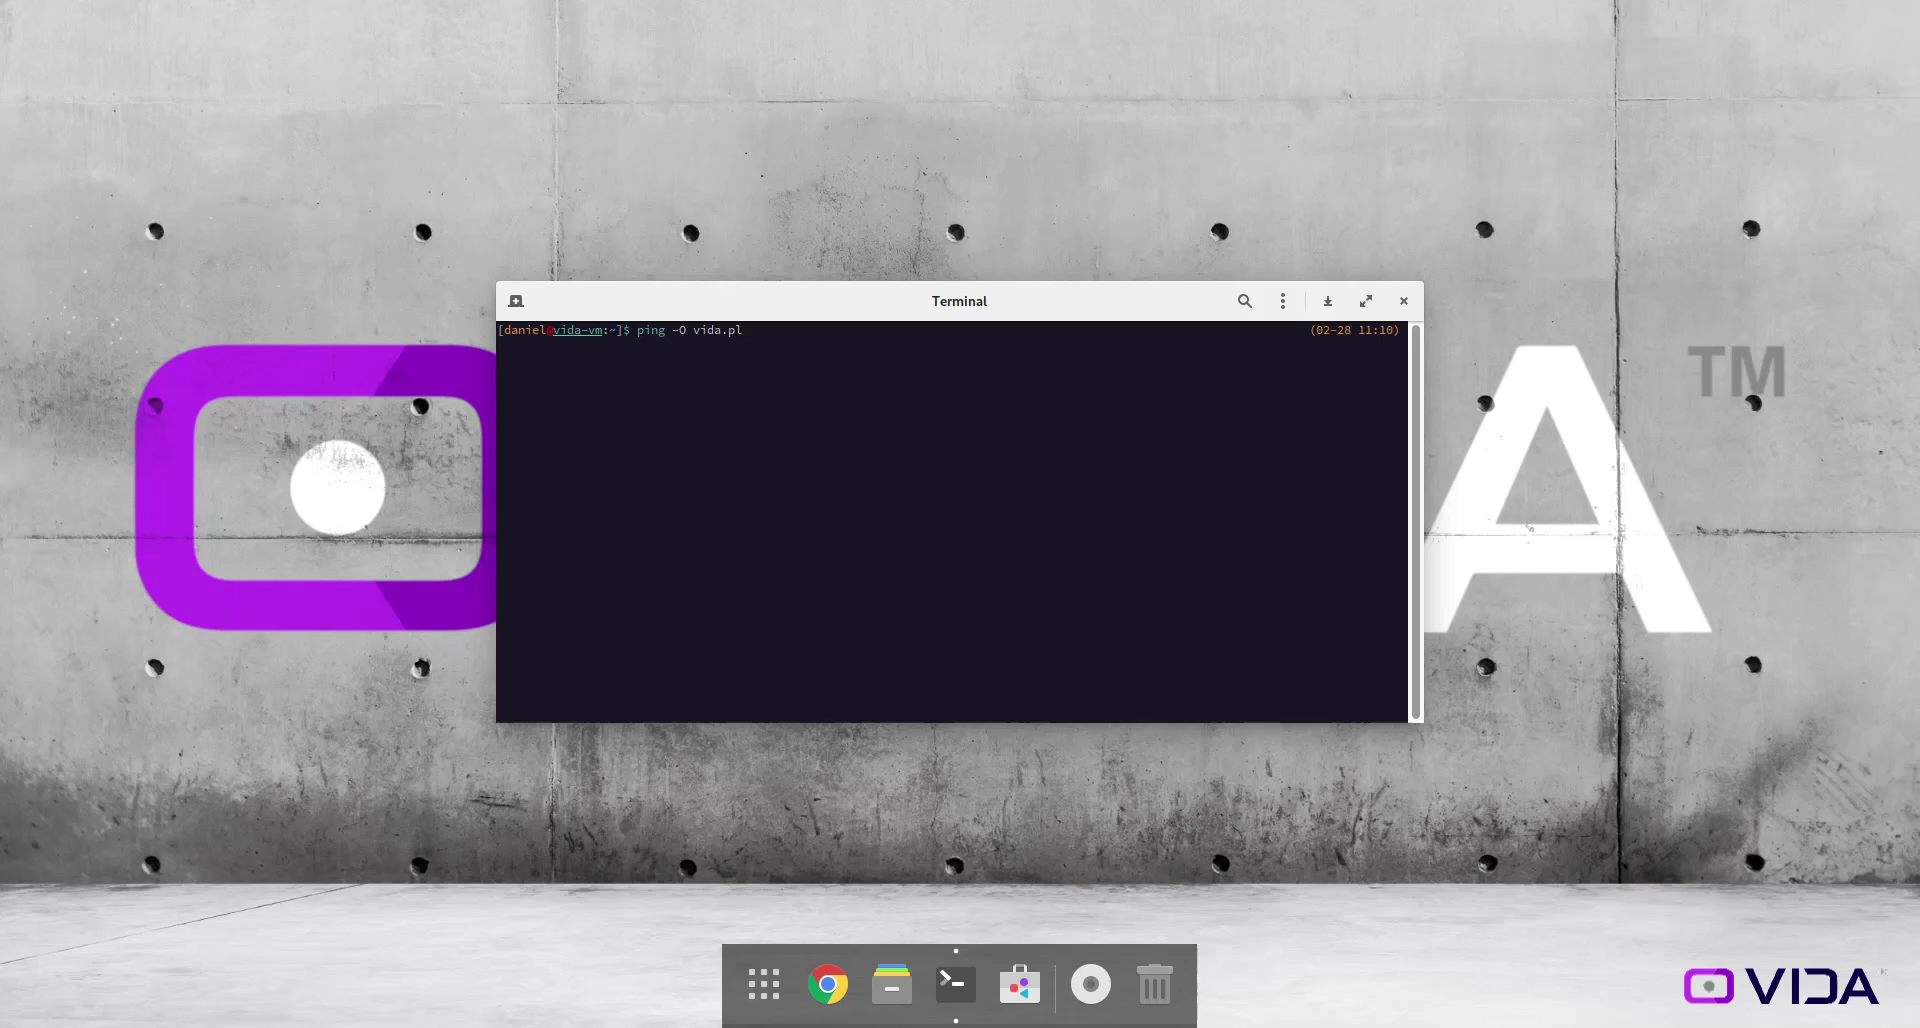 Terminal
[daniel@vida-vm:~]$ ping -O vida.pl (02-28 11:10)
A TM
VIDA